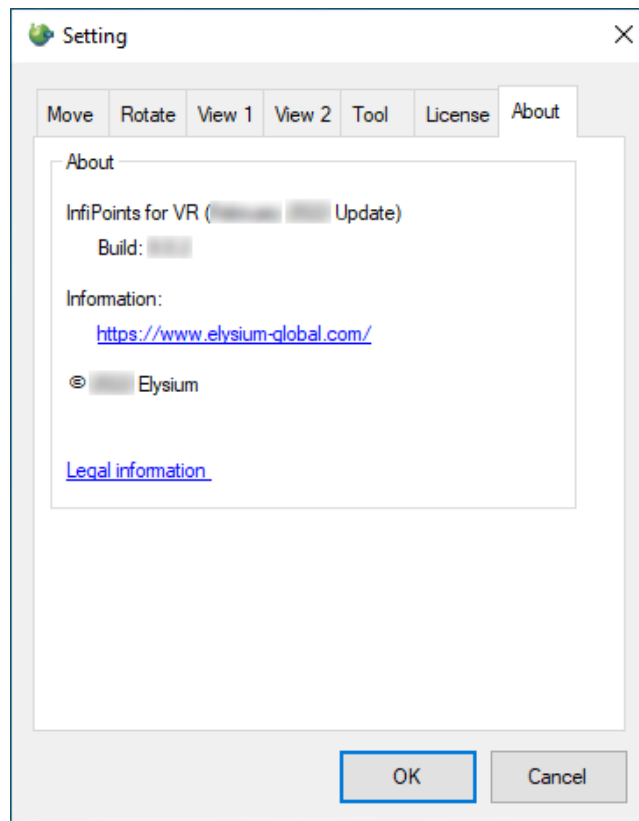 Setting
Move Rotate View 1 View 2 Tool License About
About
InfiPoints for VR ( Update)
Build:
Information:
https://www.elysium-global.com/
© Elysium
Legal information
OK Cancel